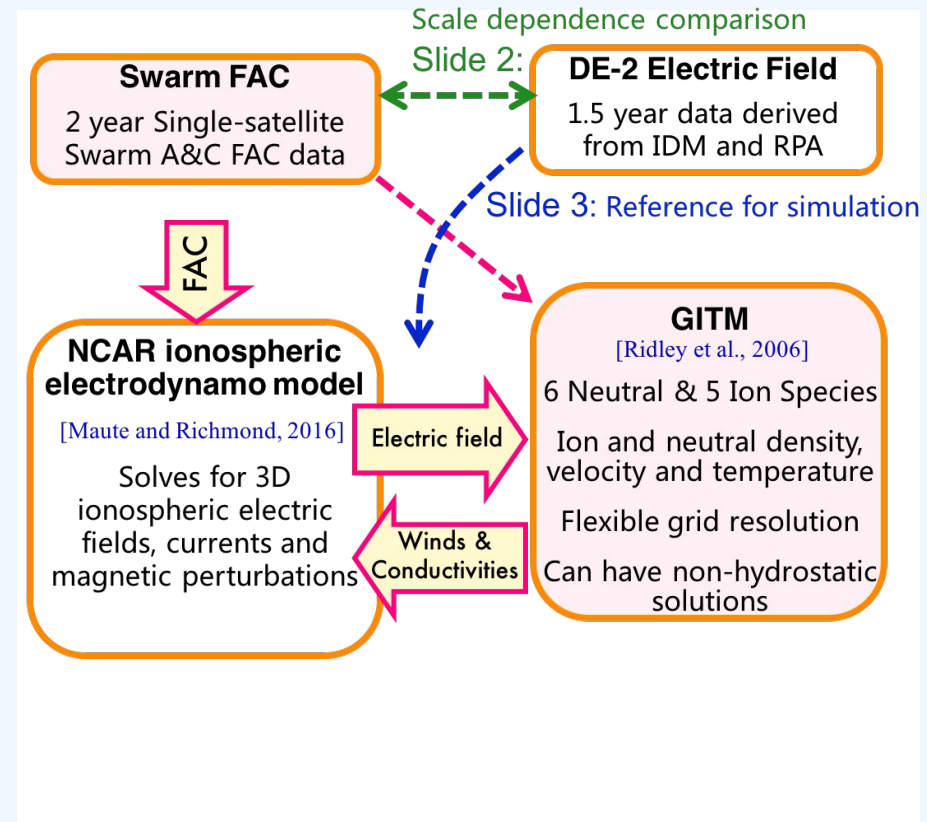 Scale dependence comparison
Slide 2:
Swarm FAC
2 year Single-satellite
Swarm A&C FAC data
DE-2 Electric Field
1.5 year data derived
from IDM and RPA
Slide 3: Reference for simulation
FAC
NCAR ionospheric
electrodynamo model
[Maute and Richmond, 2016]
Solves for 3D
ionospheric electric
fields, currents and
magnetic perturbations
Electric field
Winds &
Conductivities
GITM
[Ridley et al., 2006]
6 Neutral & 5 Ion Species
Ion and neutral density,
velocity and temperature
Flexible grid resolution
Can have non-hydrostatic
solutions